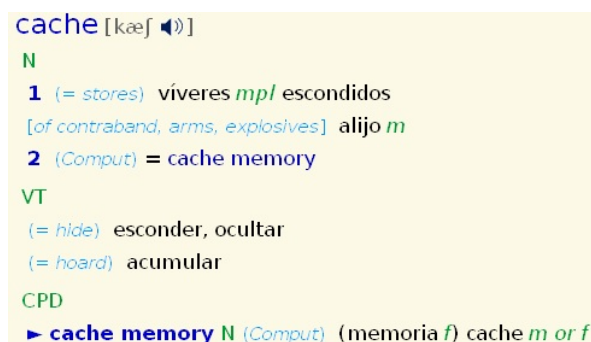 cache [kæʃ]
N
1 (= stores) víveres mpl escondidos
[of contraband, arms, explosives] alijo m
2 (Comput) = cache memory
VT
(= hide) esconder, ocultar
(= hoard) acumular
CPD
► cache memory N (Comput) (memoria f) cache m or f